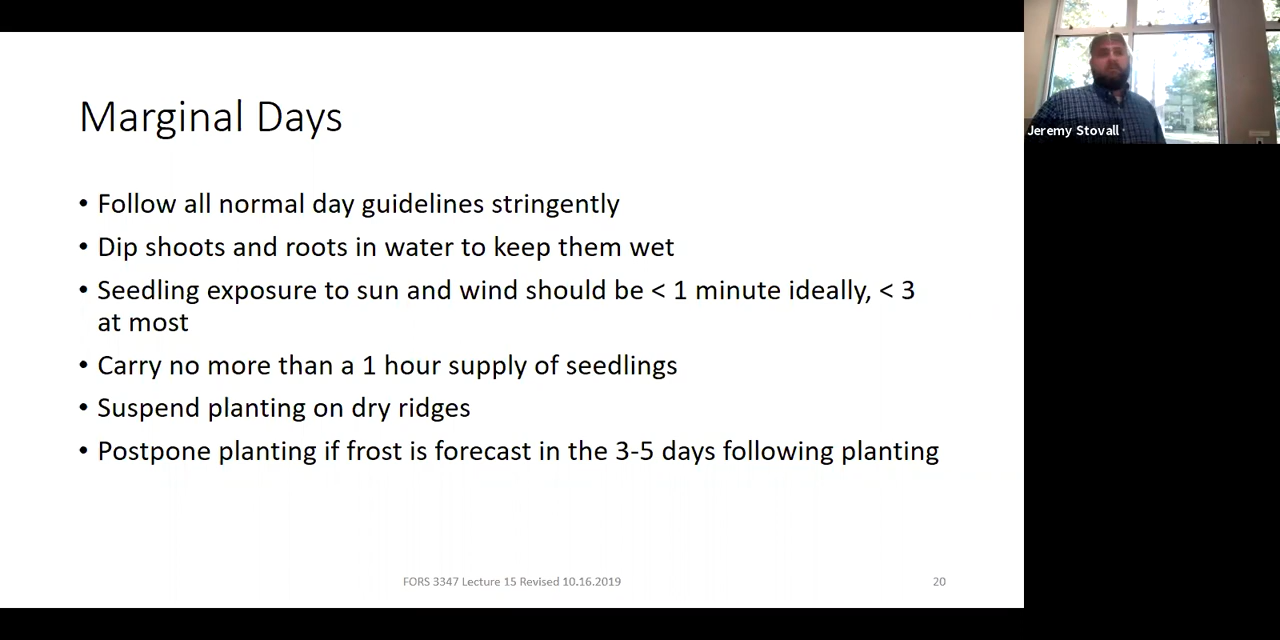 Marginal Days
• Follow all normal day guidelines stringently
• Dip shoots and roots in water to keep them wet
• Seedling exposure to sun and wind should be < 1 minute ideally, < 3
at most
• Carry no more than a 1 hour supply of seedlings
• Suspend planting on dry ridges
• Postpone planting if frost is forecast in the 3-5 days following planting
FORS 3347 Lecture 15 Revised 10.16.2019
20
Jeremy Stovall